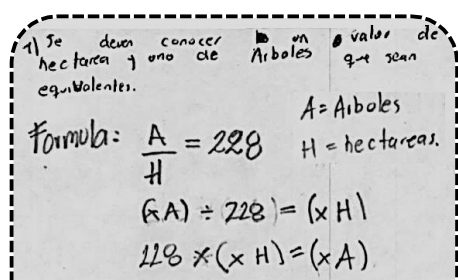 1) Se deven conocer un valor de
hectarea y uno de Arboles que sean
equivalentes.
A = Arboles
Formula: A/H = 228
H = hectareas.
(xA) ÷ 228 = (x H)
228 * (x H) = (x A)